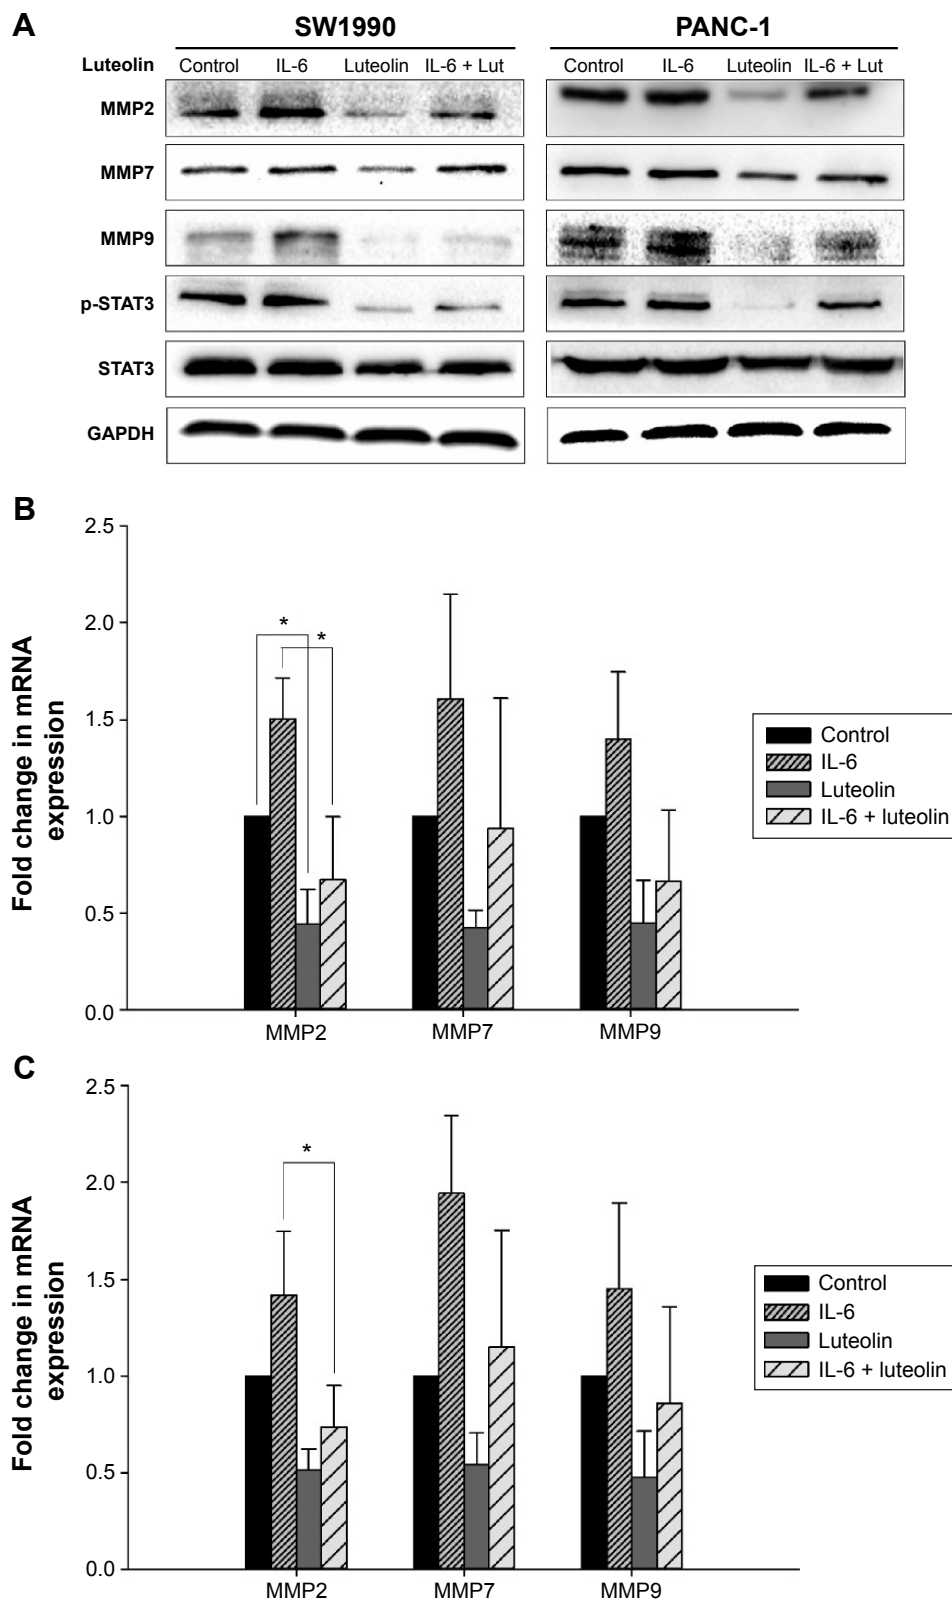 A
SW1990
PANC-1
Luteolin
Control IL-6 Luteolin IL-6 + Lut
Control IL-6 Luteolin IL-6 + Lut
MMP2
MMP7
MMP9
p-STAT3
STAT3
GAPDH
B
Fold change in mRNA
expression
2.5
2.0
1.5
1.0
0.5
0.0
* *
MMP2 MMP7 MMP9
Control
IL-6
Luteolin
IL-6 + luteolin
C
Fold change in mRNA
expression
2.5
2.0
1.5
1.0
0.5
0.0
*
MMP2 MMP7 MMP9
Control
IL-6
Luteolin
IL-6 + luteolin